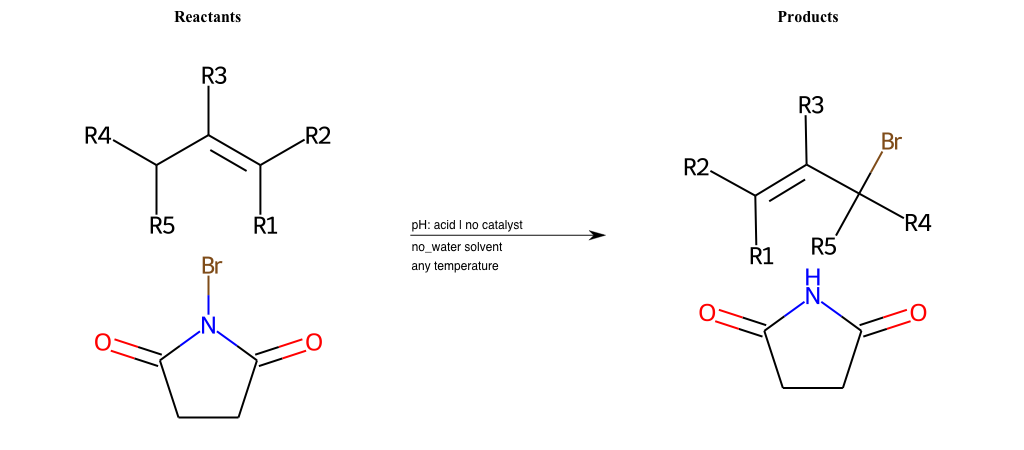 Reactants
Products
R3
R4
R2
R5
R1
Br
N
O
O
pH: acid | no catalyst
no_water solvent
any temperature
R3
Br
R2
R4
R5
R1
H
N
O
O